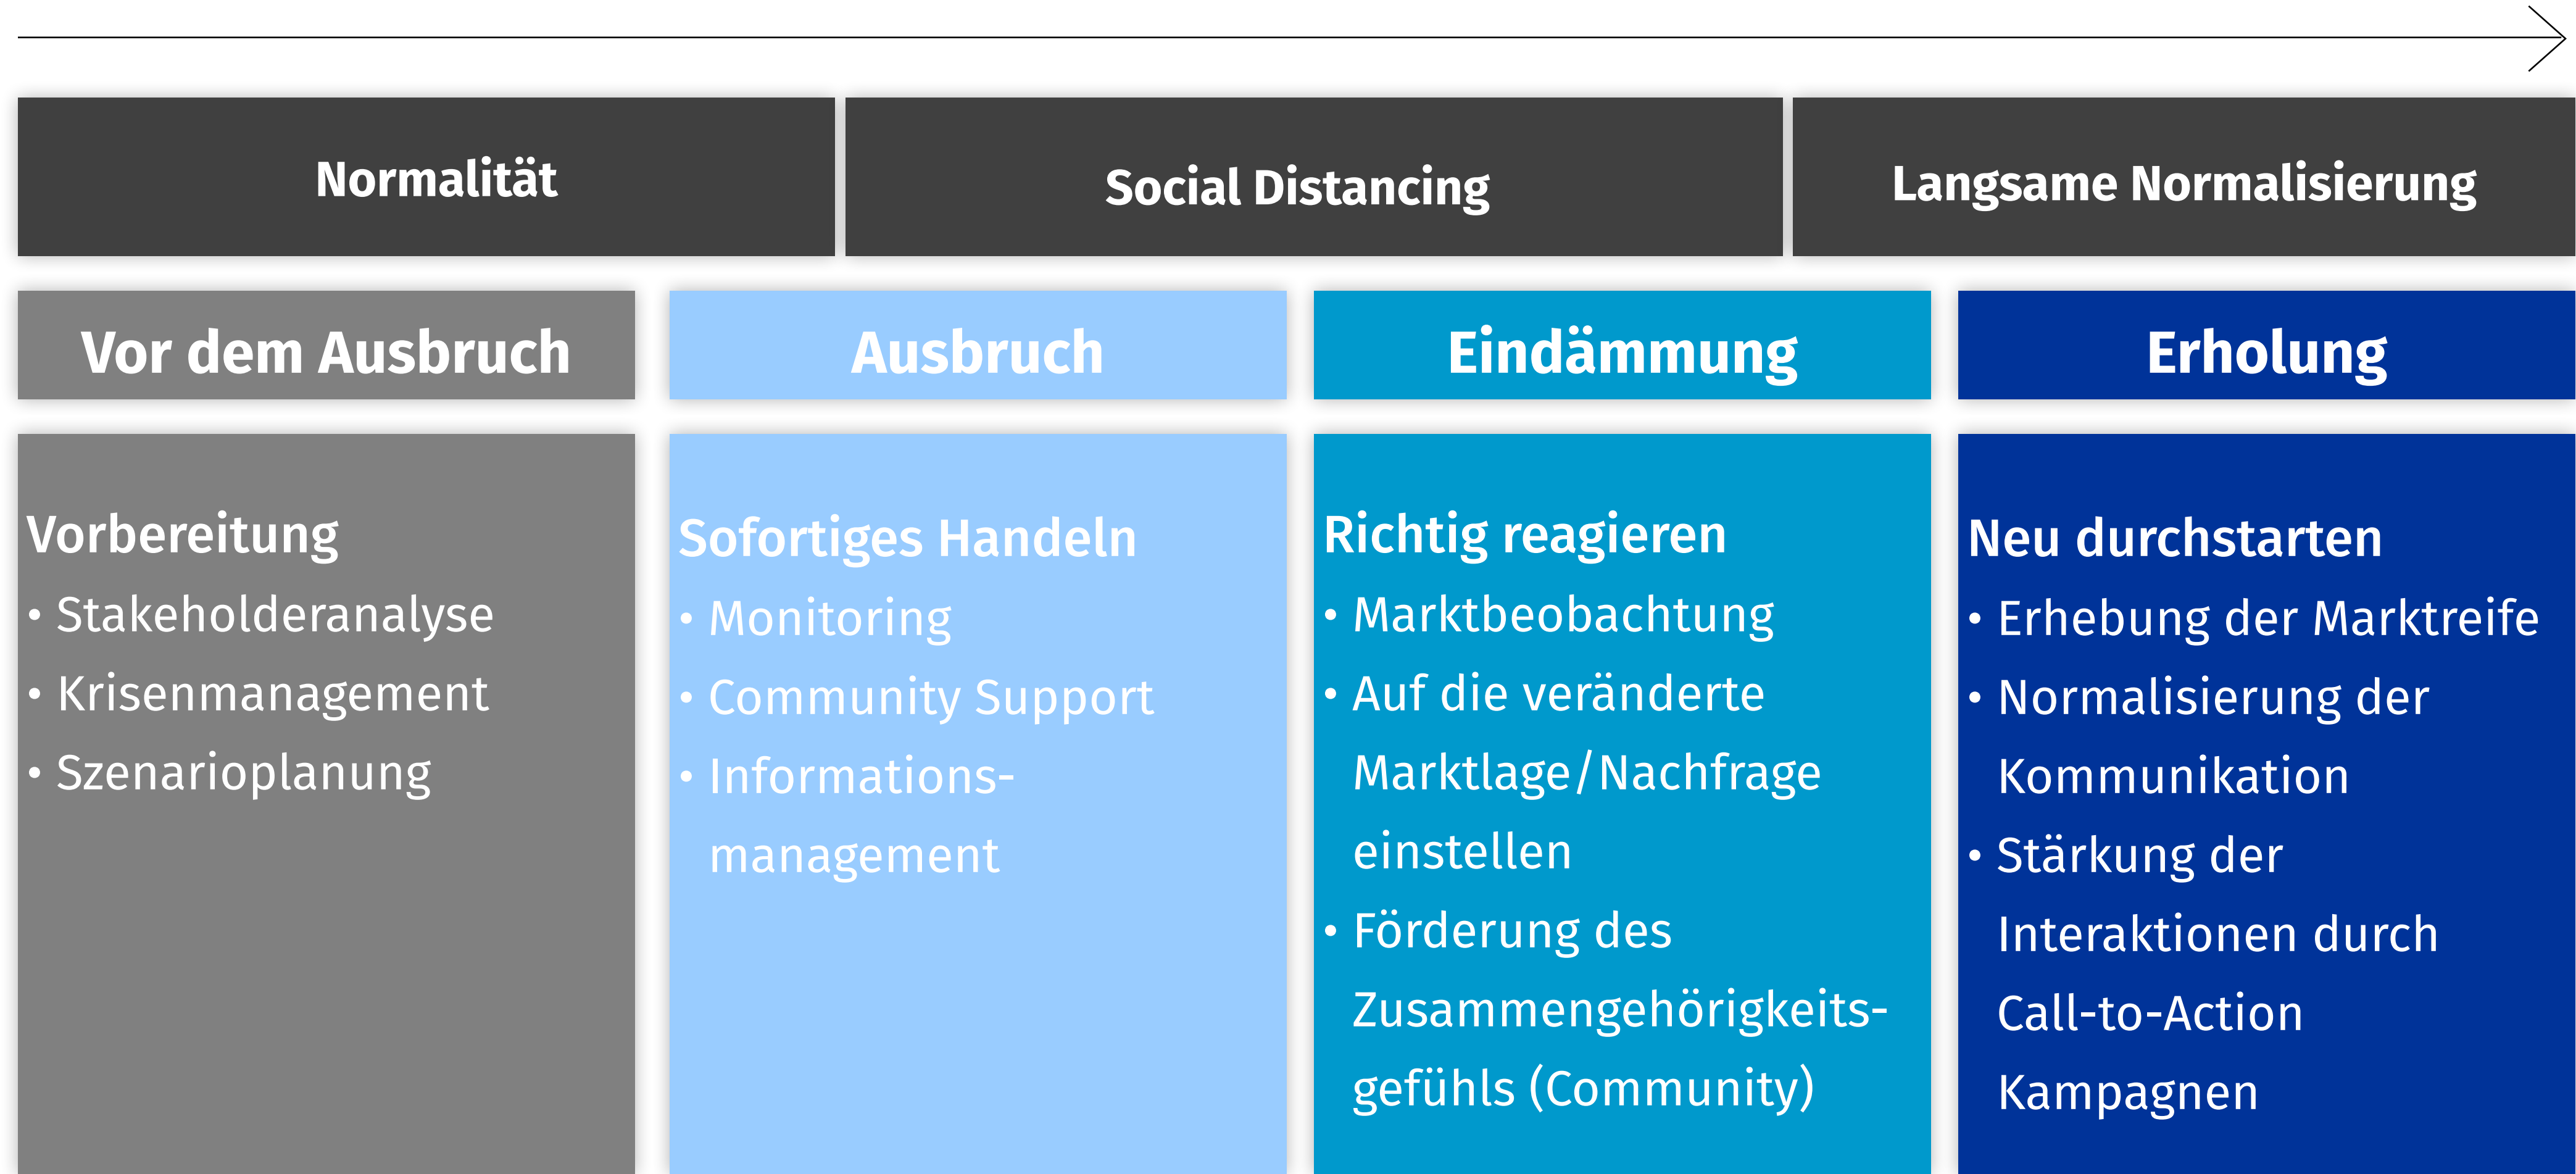 Normalität
Social Distancing
Langsame Normalisierung
Vor dem Ausbruch
Ausbruch
Eindämmung
Erholung
Vorbereitung
• Stakeholderanalyse
• Krisenmanagement
• Szenarioplanung
Sofortiges Handeln
• Monitoring
• Community Support
• Informations-
management
Richtig reagieren
• Marktbeobachtung
• Auf die veränderte
Marktlage/Nachfrage
einstellen
• Förderung des
Zusammengehörigkeits-
gefühls (Community)
Neu durchstarten
• Erhebung der Marktreife
• Normalisierung der
Kommunikation
• Stärkung der
Interaktionen durch
Call-to-Action
Kampagnen